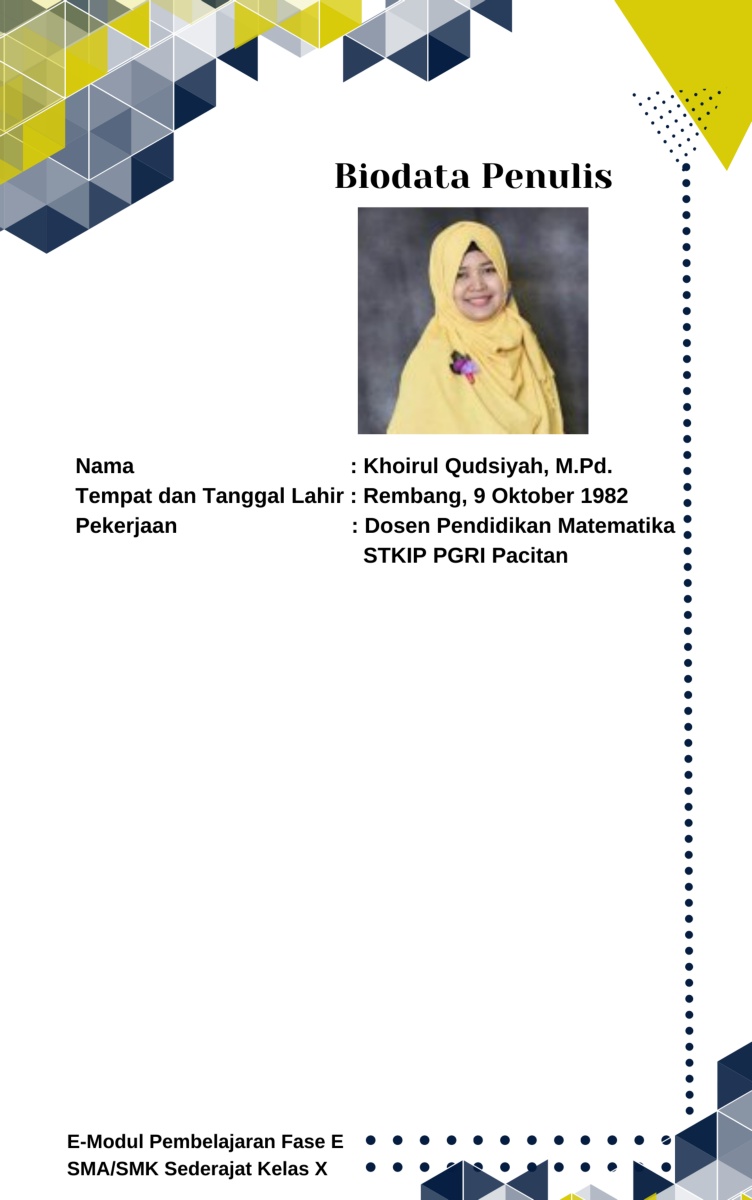 Biodata Penulis
Nama : Khoirul Qudsiyah, M.Pd.
Tempat dan Tanggal Lahir : Rembang, 9 Oktober 1982
Pekerjaan : Dosen Pendidikan Matematika
STKIP PGRI Pacitan
E-Modul Pembelajaran Fase E
SMA/SMK Sederajat Kelas X